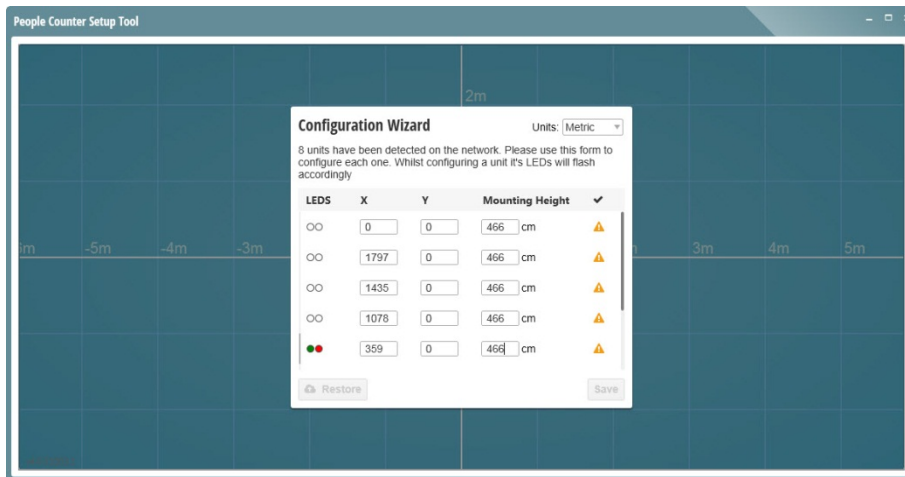 People Counter Setup Tool
2m
Configuration Wizard
Units: Metric
8 units have been detected on the network. Please use this form to
configure each one. Whilst configuring a unit it's LEDs will flash
accordingly
LEDS X Y Mounting Height
0 0 466 cm
-5m -4m -3m 3m 4m 5m
1797 0 466 cm
1435 0 466 cm
1078 0 466 cm
359 0 466 cm
Restore Save